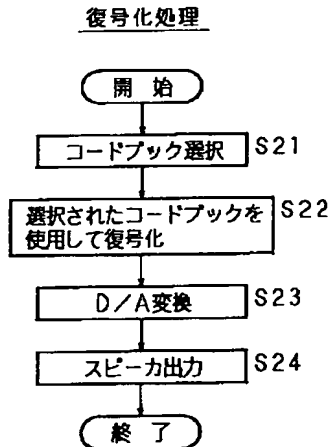 復号化処理
開 始
コードブック選択 S21
選択されたコードブックを S22
使用して復号化
D/A変換 S23
スピーカ出力 S24
終 了